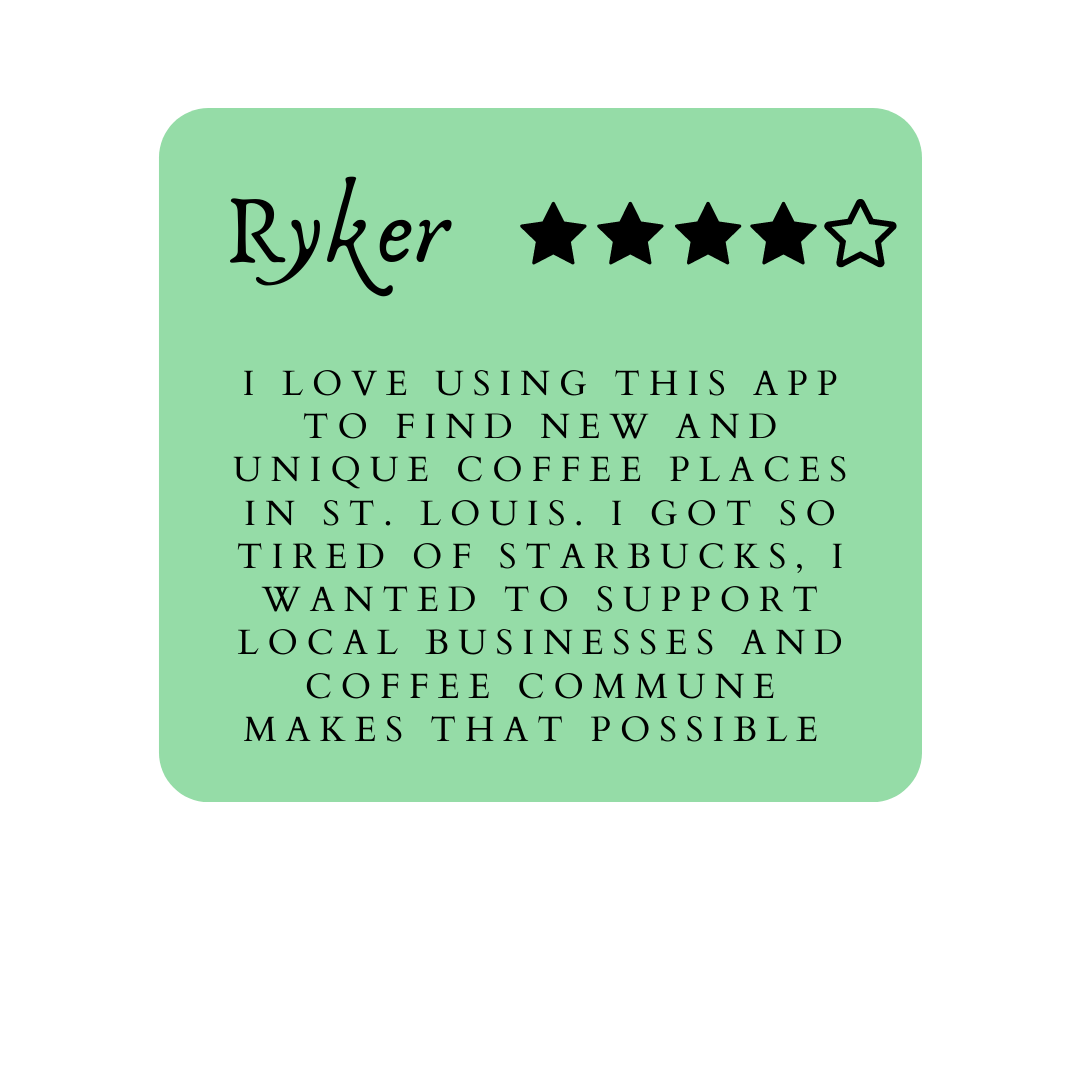 Ryker
I LOVE USING THIS APP
TO FIND NEW AND
UNIQUE COFFEE PLACES
IN ST. LOUIS. I GOT SO
TIRED OF STARBUCKS, I
WANTED TO SUPPORT
LOCAL BUSINESSES AND
COFFEE COMMUNE
MAKES THAT POSSIBLE